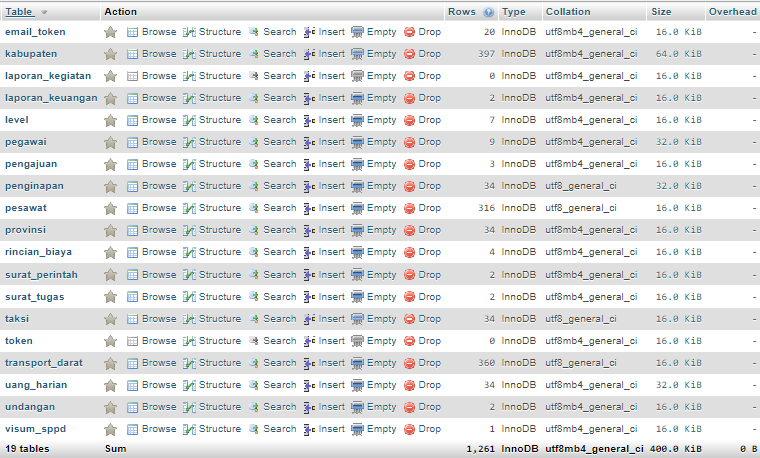 Table Action Rows Type Collation Size Overhead
email_token Browse Structure Search Insert Empty Drop 20 InnoDB utf8mb4_general_ci 16.0 KiB -
kabupaten Browse Structure Search Insert Empty Drop 397 InnoDB utf8mb4_general_ci 64.0 KiB -
laporan_kegiatan Browse Structure Search Insert Empty Drop 0 InnoDB utf8mb4_general_ci 16.0 KiB -
laporan_keuangan Browse Structure Search Insert Empty Drop 2 InnoDB utf8mb4_general_ci 16.0 KiB -
level Browse Structure Search Insert Empty Drop 7 InnoDB utf8mb4_general_ci 16.0 KiB -
pegawai Browse Structure Search Insert Empty Drop 9 InnoDB utf8mb4_general_ci 32.0 KiB -
pengajuan Browse Structure Search Insert Empty Drop 3 InnoDB utf8mb4_general_ci 16.0 KiB -
penginapan Browse Structure Search Insert Empty Drop 34 InnoDB utf8_general_ci 32.0 KiB -
pesawat Browse Structure Search Insert Empty Drop 316 InnoDB utf8_general_ci 16.0 KiB -
provinsi Browse Structure Search Insert Empty Drop 34 InnoDB utf8mb4_general_ci 16.0 KiB -
rincian_biaya Browse Structure Search Insert Empty Drop 4 InnoDB utf8mb4_general_ci 16.0 KiB -
surat_perintah Browse Structure Search Insert Empty Drop 2 InnoDB utf8mb4_general_ci 16.0 KiB -
surat_tugas Browse Structure Search Insert Empty Drop 2 InnoDB utf8mb4_general_ci 16.0 KiB -
taksi Browse Structure Search Insert Empty Drop 34 InnoDB utf8_general_ci 16.0 KiB -
token Browse Structure Search Insert Empty Drop 0 InnoDB utf8mb4_general_ci 16.0 KiB -
transport_darat Browse Structure Search Insert Empty Drop 360 InnoDB utf8_general_ci 16.0 KiB -
uang_harian Browse Structure Search Insert Empty Drop 34 InnoDB utf8mb4_general_ci 32.0 KiB -
undangan Browse Structure Search Insert Empty Drop 2 InnoDB utf8mb4_general_ci 16.0 KiB -
visum_sppd Browse Structure Search Insert Empty Drop 1 InnoDB utf8mb4_general_ci 16.0 KiB -
19 tables Sum 1,261 InnoDB utf8mb4_general_ci 400.0 KiB 0 B